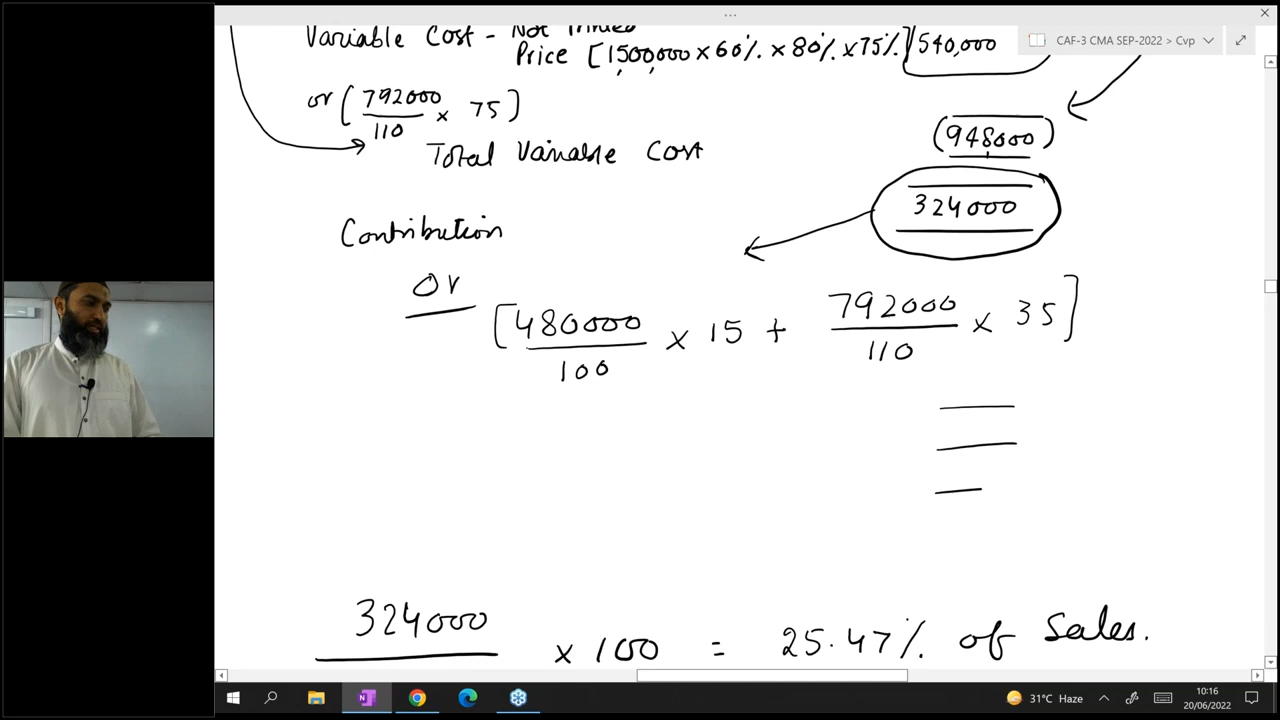 ...
CAF-3 CMA SEP-2022 > Cvp
Variable Cost - Not
Price [1500,000 x 60% x 80% x 75%] 540,000
or [ 792000 / 110 x 75 ]
(948000)
Total Variable Cost
324000
Contribution
Or
[ 480000 / 100 x 15 + 792000 / 110 x 35 ]
324000
x 100 = 25.47% of Sales.
31°C Haze
10:16
20/06/2022